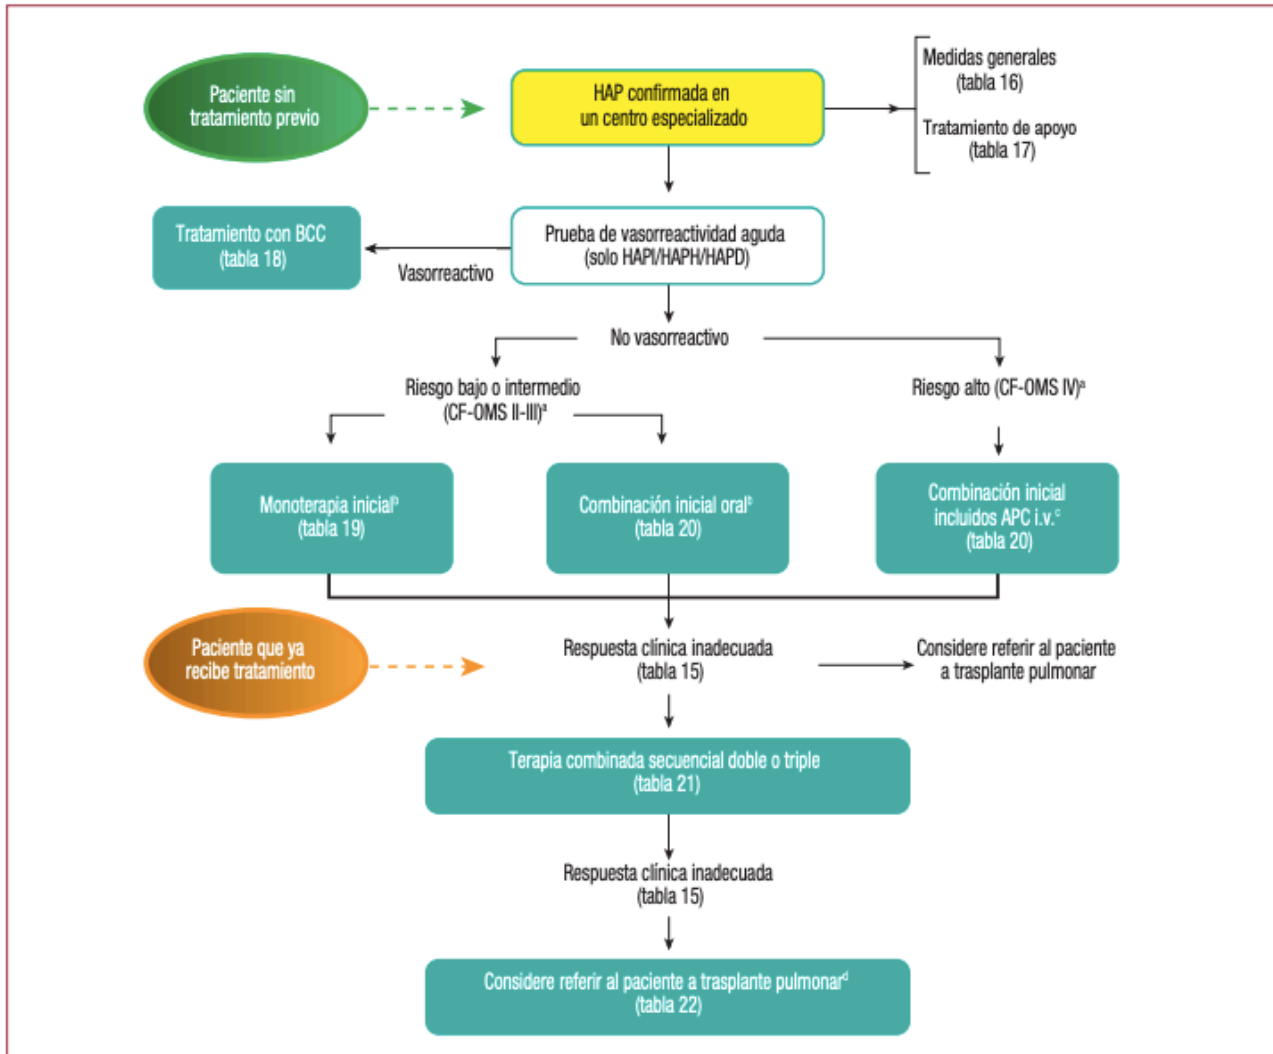 Paciente sin
tratamiento previo
HAP confirmada en
un centro especializado
Medidas generales
(tabla 16)
Tratamiento de apoyo
(tabla 17)
Tratamiento con BCC
(tabla 18)
Vasorreactivo
Prueba de vasorreactividad aguda
(solo HAPI/HAPH/HAPD)
No vasorreactivo
Riesgo bajo o intermedio
(CF-OMS II-III)ª
Riesgo alto (CF-OMS IV)ª
Monoterapia inicialᵇ
(tabla 19)
Combinación inicial oralᵇ
(tabla 20)
Combinación inicial
incluidos APC i.v.ᶜ
(tabla 20)
Paciente que ya
recibe tratamiento
Respuesta clínica inadecuada
(tabla 15)
Considere referir al paciente
a trasplante pulmonar
Terapia combinada secuencial doble o triple
(tabla 21)
Respuesta clínica inadecuada
(tabla 15)
Considere referir al paciente a trasplante pulmonarᵈ
(tabla 22)